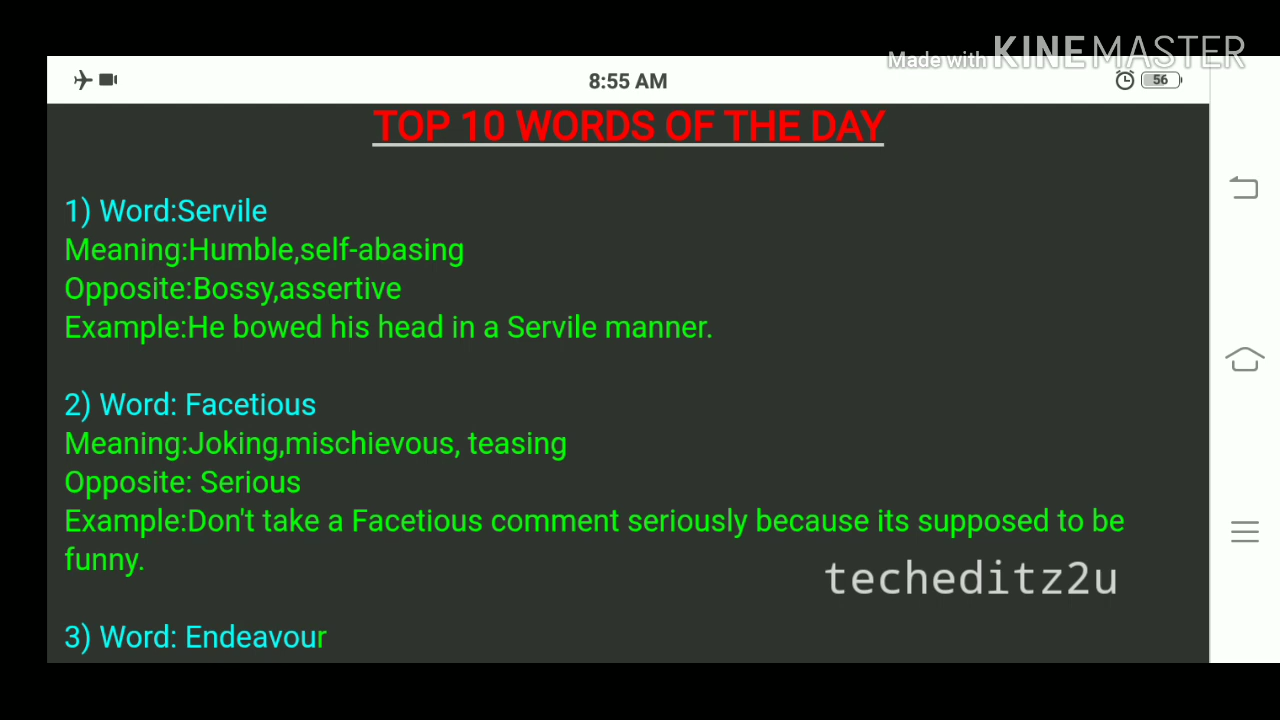 Made with KINEMASTER
8:55 AM
56
TOP 10 WORDS OF THE DAY
1) Word:Servile
Meaning:Humble,self-abasing
Opposite:Bossy,assertive
Example:He bowed his head in a Servile manner.
2) Word: Facetious
Meaning:Joking,mischievous, teasing
Opposite: Serious
Example:Don't take a Facetious comment seriously because its supposed to be
funny.
techeditz2u
3) Word: Endeavour